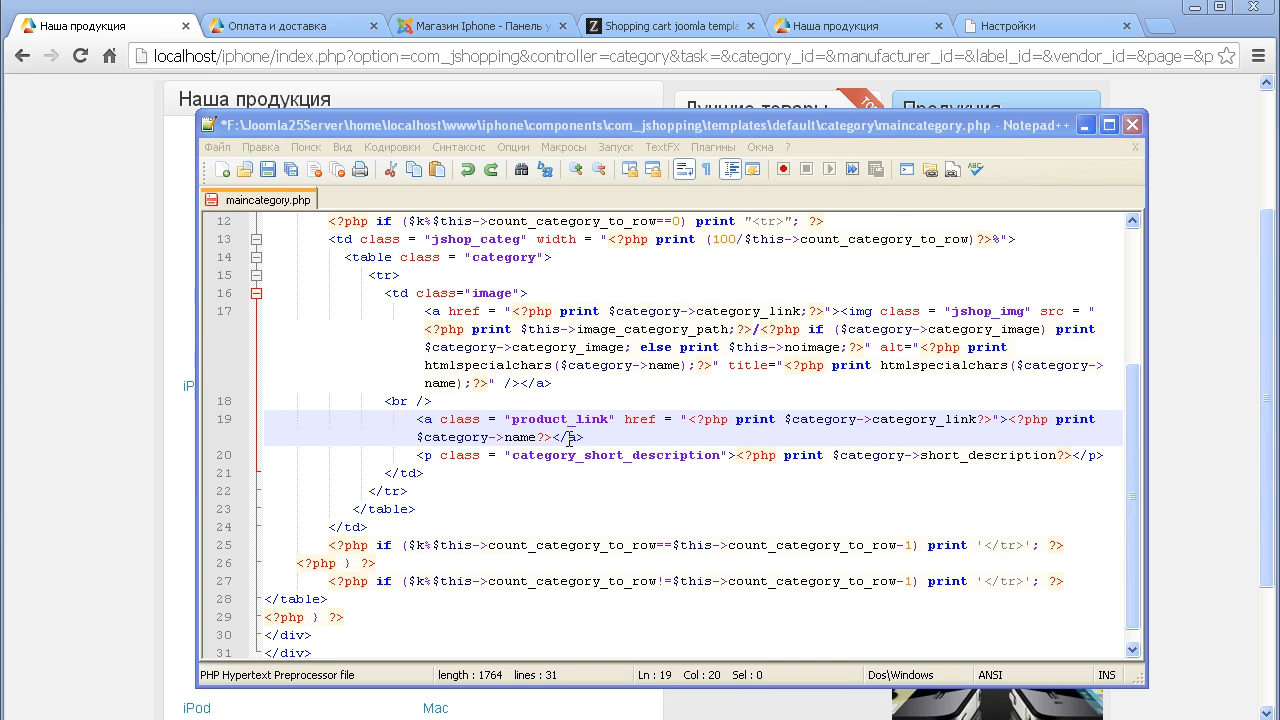 Наша продукция
Оплата и доставка
Магазин Iphone - Панель у
Shopping cart joomla templ
Наша продукция
Настройки
localhost/iphone/index.php?option=com_jshopping&controller=category&task=&category_id=&manufacturer_id=&label_id=&vendor_id=&page=&p
Наша продукция
Лучшие товары
Продукция
*F:\Joomla25Server\home\localhost\www\iphone\components\com_jshopping\templates\default\category\maincategory.php - Notepad++
Файл Правка Поиск Вид Кодировки Синтаксис Опции Макросы Запуск TextFX Плагины Окна ? X
maincategory.php
12 <?php if ($k%$this->count_category_to_row==0) print "<tr>"; ?>
13 <td class = "jshop_categ" width = "<?php print (100/$this->count_category_to_row)?>%">
14 <table class = "category">
15 <tr>
16 <td class="image">
17 <a href = "<?php print $category->category_link;?>"><img class = "jshop_img" src = "
<?php print $this->image_category_path;?>/<?php if ($category->category_image) print
$category->category_image; else print $this->noimage;?>" alt="<?php print
htmlspecialchars($category->name);?>" title="<?php print htmlspecialchars($category->
name);?>" /></a>
18 <br />
19 <a class = "product_link" href = "<?php print $category->category_link?>"><?php print
$category->name?></a>
20 <p class = "category_short_description"><?php print $category->short_description?></p>
21 </td>
22 </tr>
23 </table>
24 </td>
25 <?php if ($k%$this->count_category_to_row==$this->count_category_to_row-1) print '</tr>'; ?>
26 <?php } ?>
27 <?php if ($k%$this->count_category_to_row!=$this->count_category_to_row-1) print '</tr>'; ?>
28 </table>
29 <?php } ?>
30 </div>
31 </div>
PHP Hypertext Preprocessor file length : 1764 lines : 31 Ln : 19 Col : 20 Sel : 0 Dos\Windows ANSI INS
iPod
Mac